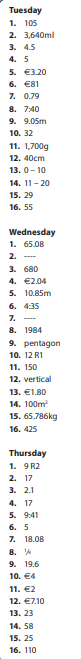 Tuesday
1. 105
2. 3,640ml
3. 4.5
4. 5
5. €3.20
6. €81
7. 0.79
8. 7:40
9. 9.05m
10. 32
11. 1,700g
12. 40cm
13. 0 – 10
14. 11 – 20
15. 29
16. 55
Wednesday
1. 65.08
2. ----
3. 680
4. €2.04
5. 10.85m
6. 4:35
7. ----
8. 1984
9. pentagon
10. 12 R1
11. 150
12. vertical
13. €1.80
13. 0 – 10
14. 100m²
15. 65.786kg
16. 425
Thursday
1. 9 R2
2. 17
3. 2.1
4. 17
5. 9:41
6. 5
7. 18.08
8. ⅑
9. 19.6
10. €4
11. €2
12. €7.10
13. 23
14. 58
15. 25
16. 110